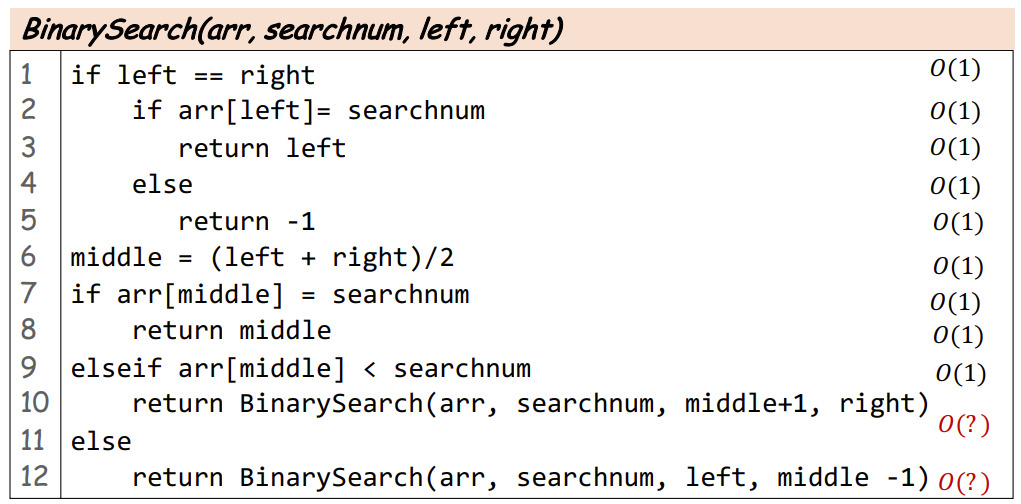 BinarySearch(arr, searchnum, left, right)
1 if left == right O(1)
2 if arr[left]= searchnum O(1)
3 return left O(1)
4 else O(1)
5 return -1 O(1)
6 middle = (left + right)/2 O(1)
7 if arr[middle] = searchnum O(1)
8 return middle O(1)
9 elseif arr[middle] < searchnum O(1)
10 return BinarySearch(arr, searchnum, middle+1, right) O(?)
11 else
12 return BinarySearch(arr, searchnum, left, middle -1) O(?)